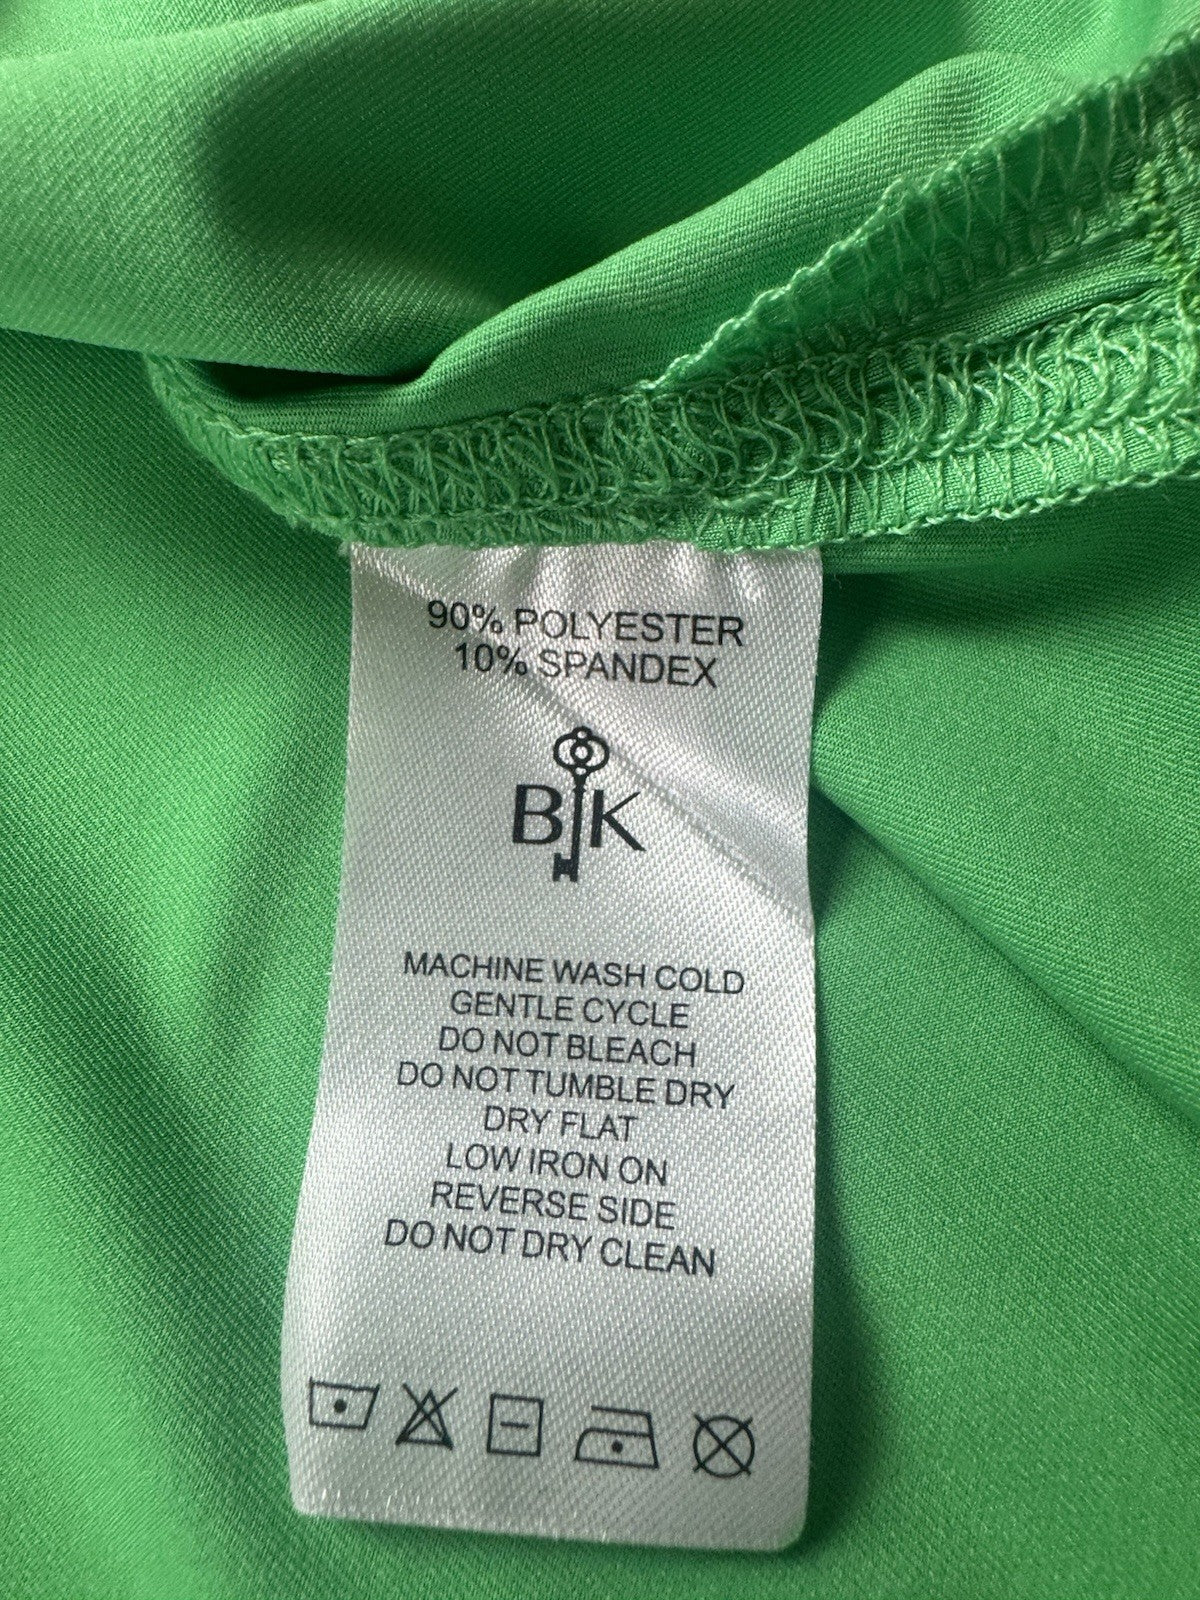 90% POLYESTER
10% SPANDEX
BJK
MACHINE WASH COLD
GENTLE CYCLE
DO NOT BLEACH
DO NOT TUMBLE DRY
DRY FLAT
LOW IRON ON
REVERSE SIDE
DO NOT DRY CLEAN